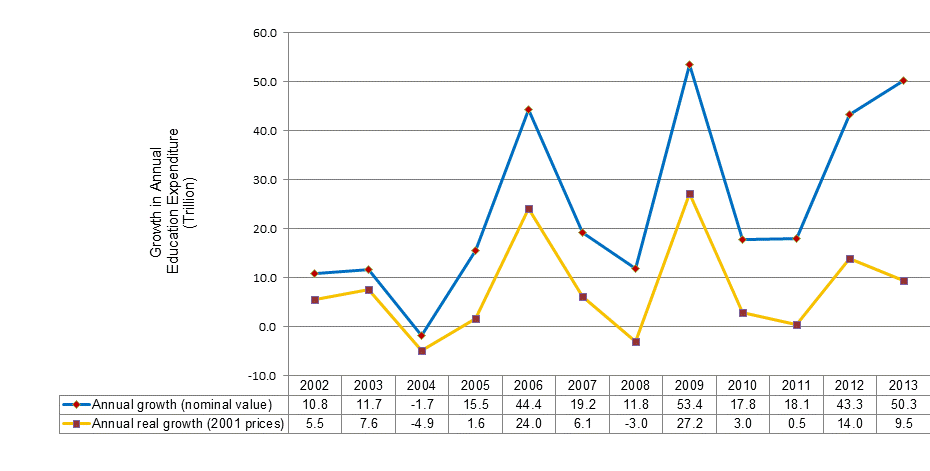 60.0
50.0
40.0
30.0
20.0
10.0
0.0
-10.0
Growth in Annual
Education Expenditure
(Trillion)
2002 2003 2004 2005 2006 2007 2008 2009 2010 2011 2012 2013
Annual growth (nominal value) 10.8 11.7 -1.7 15.5 44.4 19.2 11.8 53.4 17.8 18.1 43.3 50.3
Annual real growth (2001 prices) 5.5 7.6 -4.9 1.6 24.0 6.1 -3.0 27.2 3.0 0.5 14.0 9.5